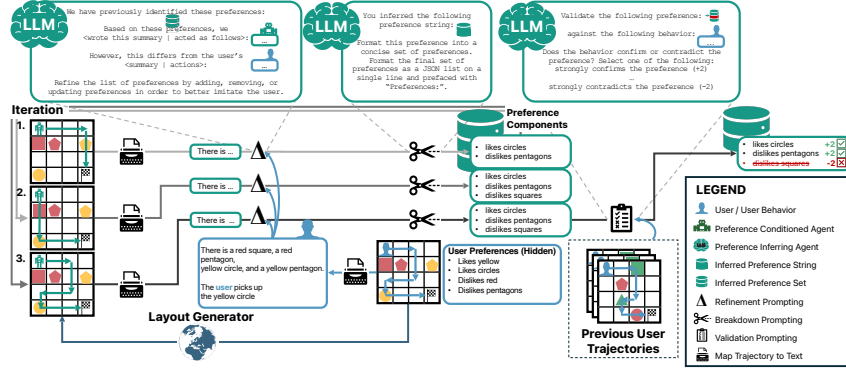 LLM
We have previously identified these preferences:
Based on these preferences, we
<wrote this summary | acted as follows>:
...
However, this differs from the user's
<summary | actions>:
...
Refine the list of preferences by adding, removing, or
updating preferences in order to better imitate the user.
LLM
You inferred the following
preference string:
Format this preference into a
concise set of preferences.
Format the final set of
preferences as a JSON list on a
single line and prefaced with
"Preferences:".
LLM
Validate the following preference:
against the following behavior:
...
Does the behavior confirm or contradict the
preference? Select one of the following:
strongly confirms the preference (+2)
…
strongly contradicts the preference (-2)
Iteration
1.
There is ...
2.
There is ...
3.
There is ...
Preference
Components
• likes circles
• dislikes pentagons
• likes circles
• dislikes pentagons
• dislikes squares
• likes circles
• dislikes pentagons
• dislikes squares
• likes circles +2
• dislikes pentagons +2
• dislikes squares -2
There is a red square, a red
pentagon,
yellow circle, and a yellow pentagon.
The user picks up
the yellow circle
User Preferences (Hidden)
• Likes yellow
• Likes circles
• Dislikes red
• Dislikes pentagons
Layout Generator
Previous User
Trajectories
LEGEND
User / User Behavior
Preference Conditioned Agent
LLM
Preference Inferring Agent
Inferred Preference String
Inferred Preference Set
Refinement Prompting
Breakdown Prompting
Validation Prompting
Map Trajectory to Text